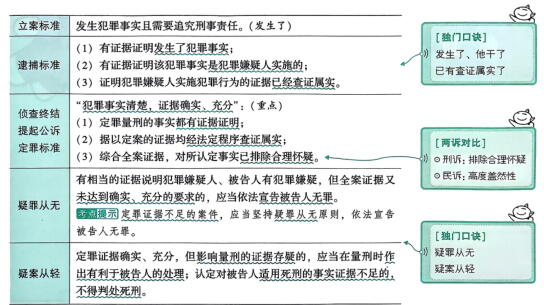 立案标准
发生犯罪事实且需要追究刑事责任。(发生了)
逮捕标准
(1) 有证据证明发生了犯罪事实;
(2) 有证据证明该犯罪事实是犯罪嫌疑人实施的;
(3) 证明犯罪嫌疑人实施犯罪行为的证据已经查证属实。
[独门口诀]
发生了、他干了
已有查证属实了
侦查终结
提起公诉
定罪标准
“犯罪事实清楚,证据确实、充分”:(重点)
(1) 定罪量刑的事实都有证据证明;
(2) 据以定案的证据均经法定程序查证属实;
(3) 综合全案证据,对所认定事实已排除合理怀疑。
[两诉对比]
⊙ 刑诉:排除合理怀疑
⊙ 民诉:高度盖然性
疑罪从无
有相当的证据说明犯罪嫌疑人、被告人有犯罪嫌疑,但全案证据又
未达到确实、充分的要求的,应当依法宣告被告人无罪。
考点提示 定罪证据不足的案件,应当坚持疑罪从无原则,依法宣告
被告人无罪。
[独门口诀]
疑罪从无
疑案从轻
疑案从轻
定罪证据确实、充分,但影响量刑的证据存疑的,应当在量刑时作
出有利于被告人的处理;认定对被告人适用死刑的事实证据不足的,
不得判处死刑。